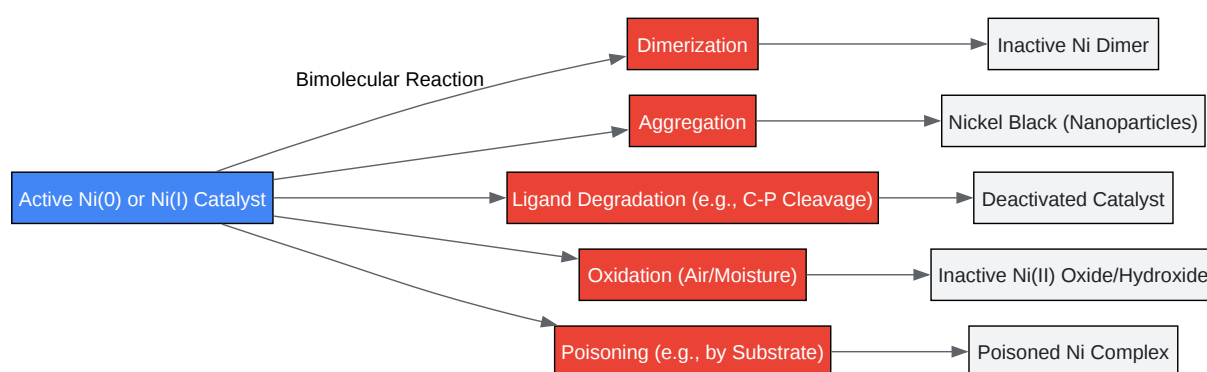 Dimerization
Inactive Ni Dimer
Bimolecular Reaction
Aggregation
Nickel Black (Nanoparticles)
Active Ni(0) or Ni(I) Catalyst
Ligand Degradation (e.g., C-P Cleavage)
Deactivated Catalyst
Oxidation (Air/Moisture)
Inactive Ni(II) Oxide/Hydroxide
Poisoning (e.g., by Substrate)
Poisoned Ni Complex